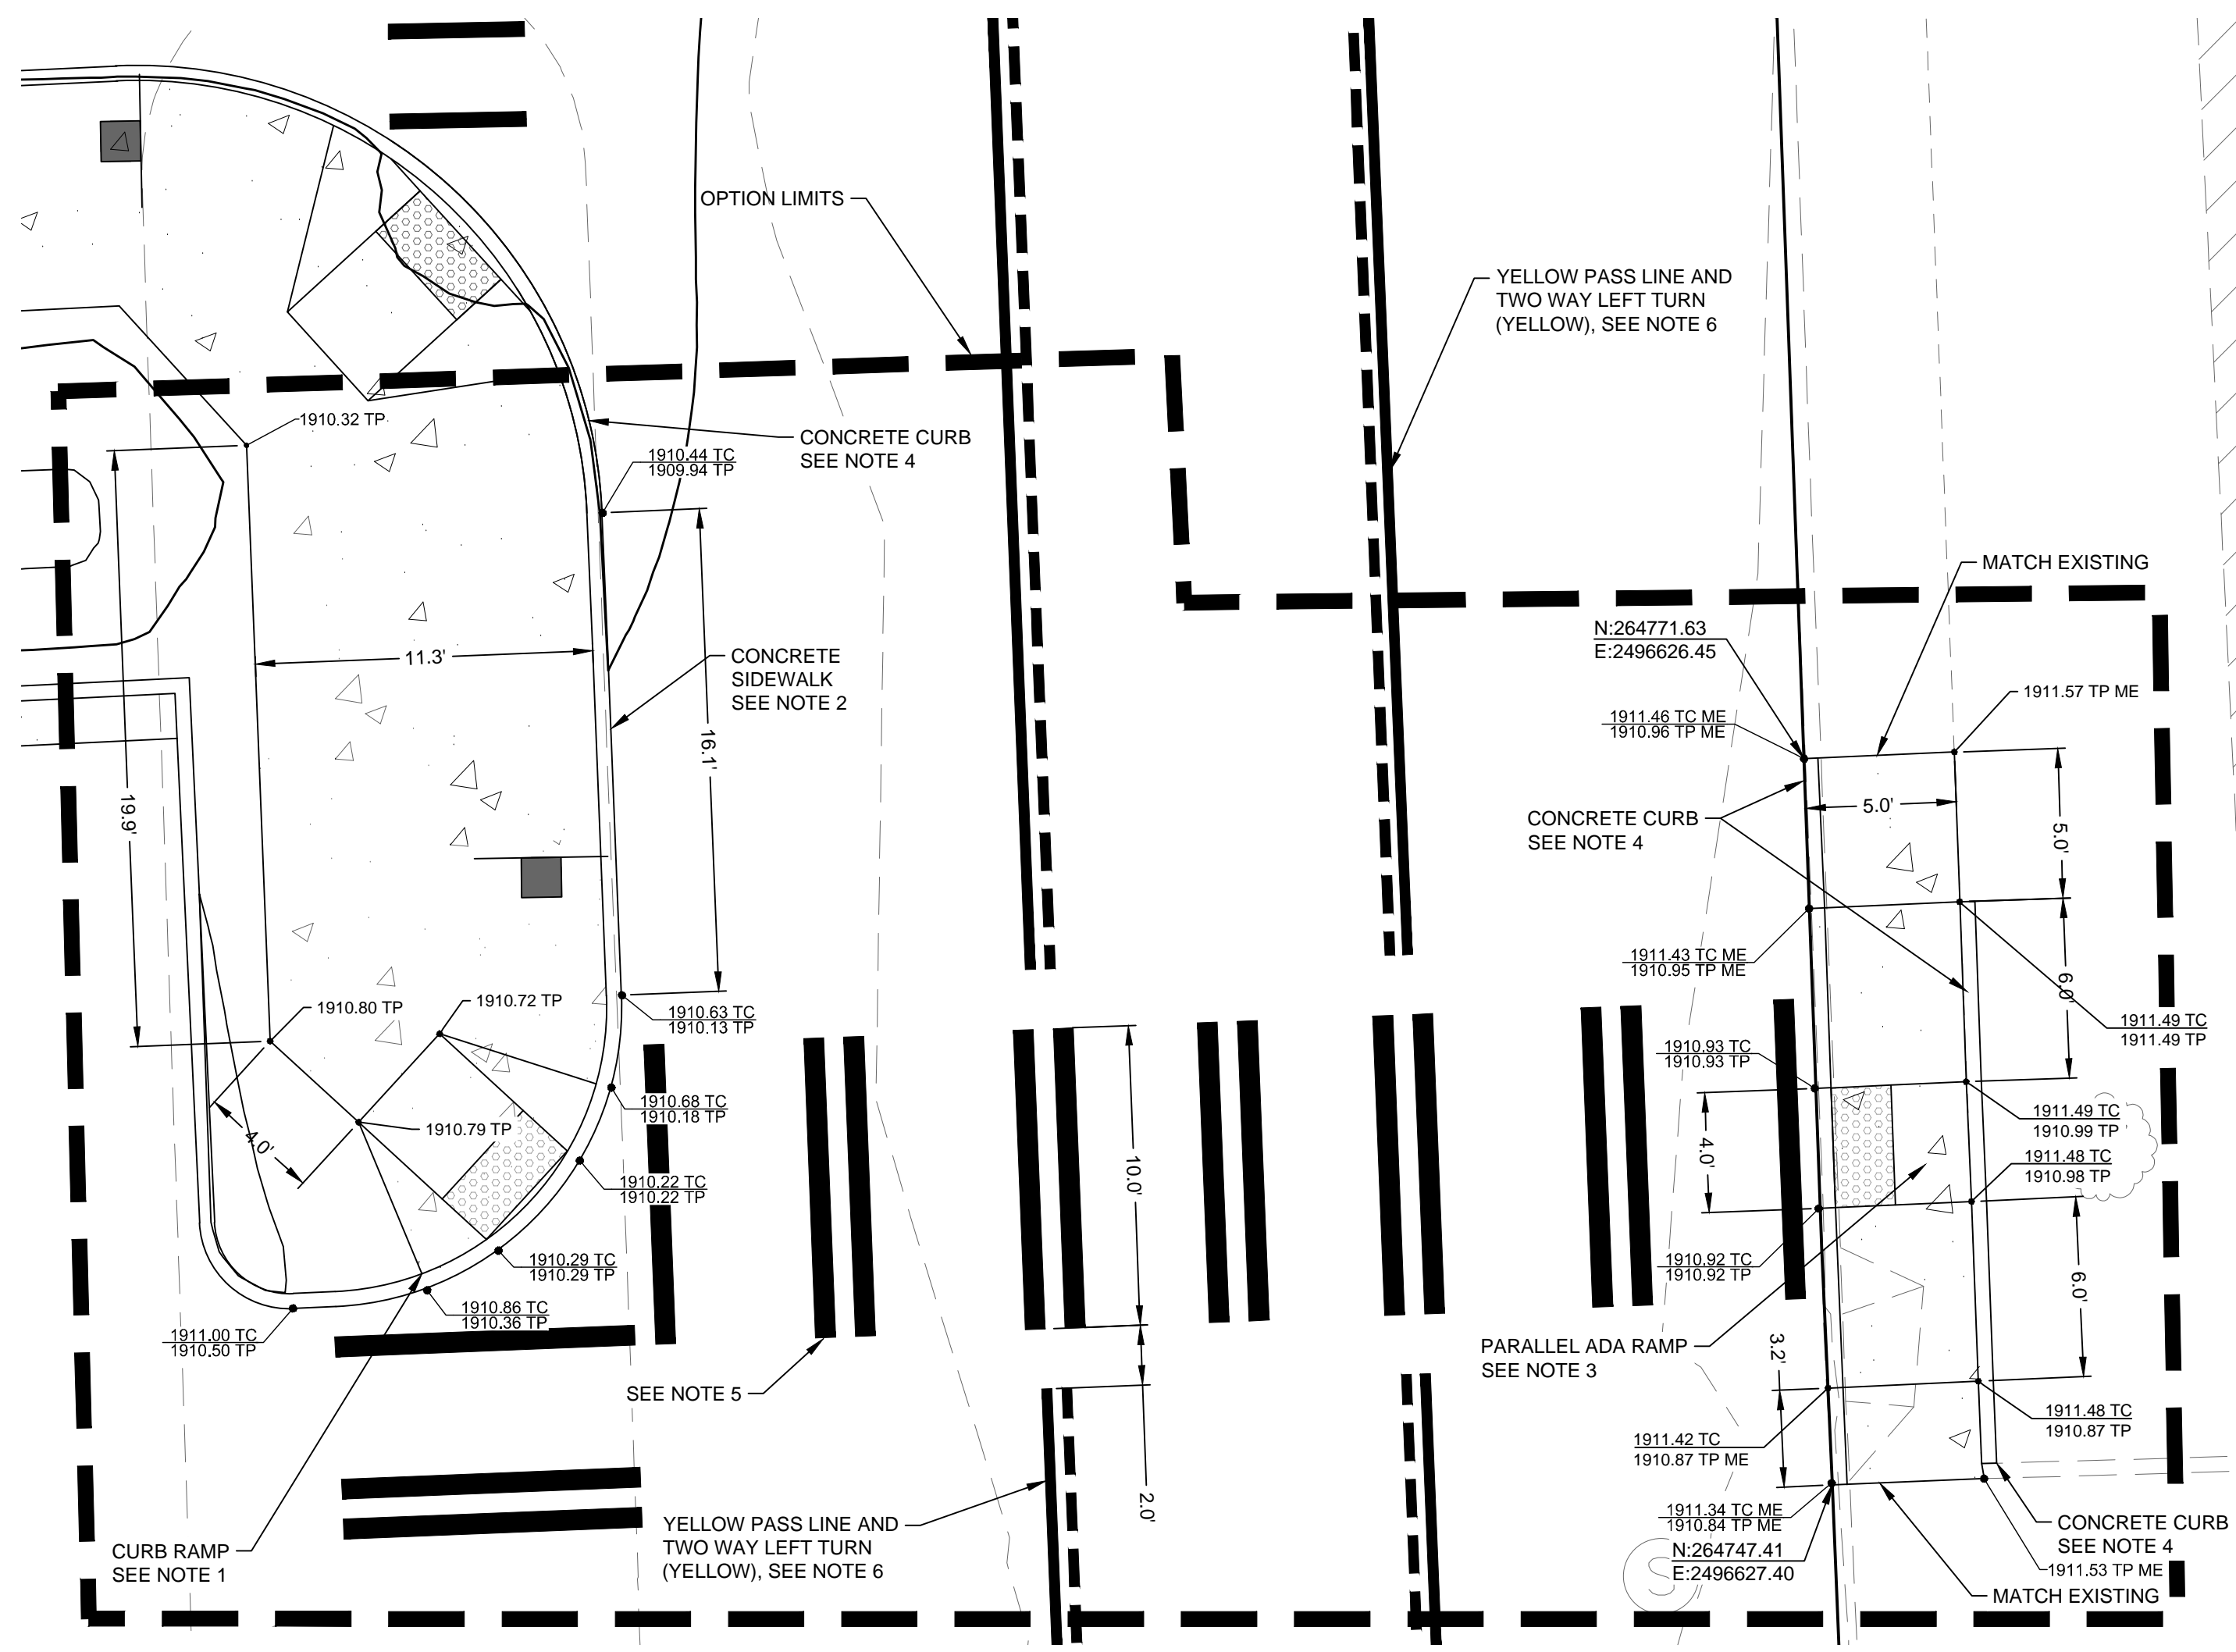 OPTION LIMITS
YELLOW PASS LINE AND
TWO WAY LEFT TURN
(YELLOW), SEE NOTE 6
1910.32 TP
CONCRETE CURB
SEE NOTE 4
1910.44 TC
1909.94 TP
MATCH EXISTING
N:264771.63
E:2496626.45
11.3'
CONCRETE
SIDEWALK
SEE NOTE 2
1911.57 TP ME
1911.46 TC ME
1910.96 TP ME
16.1'
19.9'
5.0'
5.0'
CONCRETE CURB
SEE NOTE 4
1911.43 TC ME
1910.95 TP ME
6.0'
1910.80 TP
1910.72 TP
1910.63 TC
1910.13 TP
1911.49 TC
1911.49 TP
1910.93 TC
1910.93 TP
1910.68 TC
1910.18 TP
1911.49 TC
1910.99 TP
1910.79 TP
4.0'
4.0'
10.0'
1911.48 TC
1910.98 TP
1910.22 TC
1910.22 TP
1910.29 TC
1910.29 TP
1910.92 TC
1910.92 TP
6.0'
1910.86 TC
1910.36 TP
1911.00 TC
1910.50 TP
PARALLEL ADA RAMP
SEE NOTE 3
3.2'
SEE NOTE 5
1911.48 TC
1910.87 TP
1911.42 TC
1910.87 TP ME
2.0'
1911.34 TC ME
1910.84 TP ME
YELLOW PASS LINE AND
TWO WAY LEFT TURN
(YELLOW), SEE NOTE 6
CURB RAMP
SEE NOTE 1
CONCRETE CURB
SEE NOTE 4
N:264747.41
E:2496627.40
S
1911.53 TP ME
MATCH EXISTING